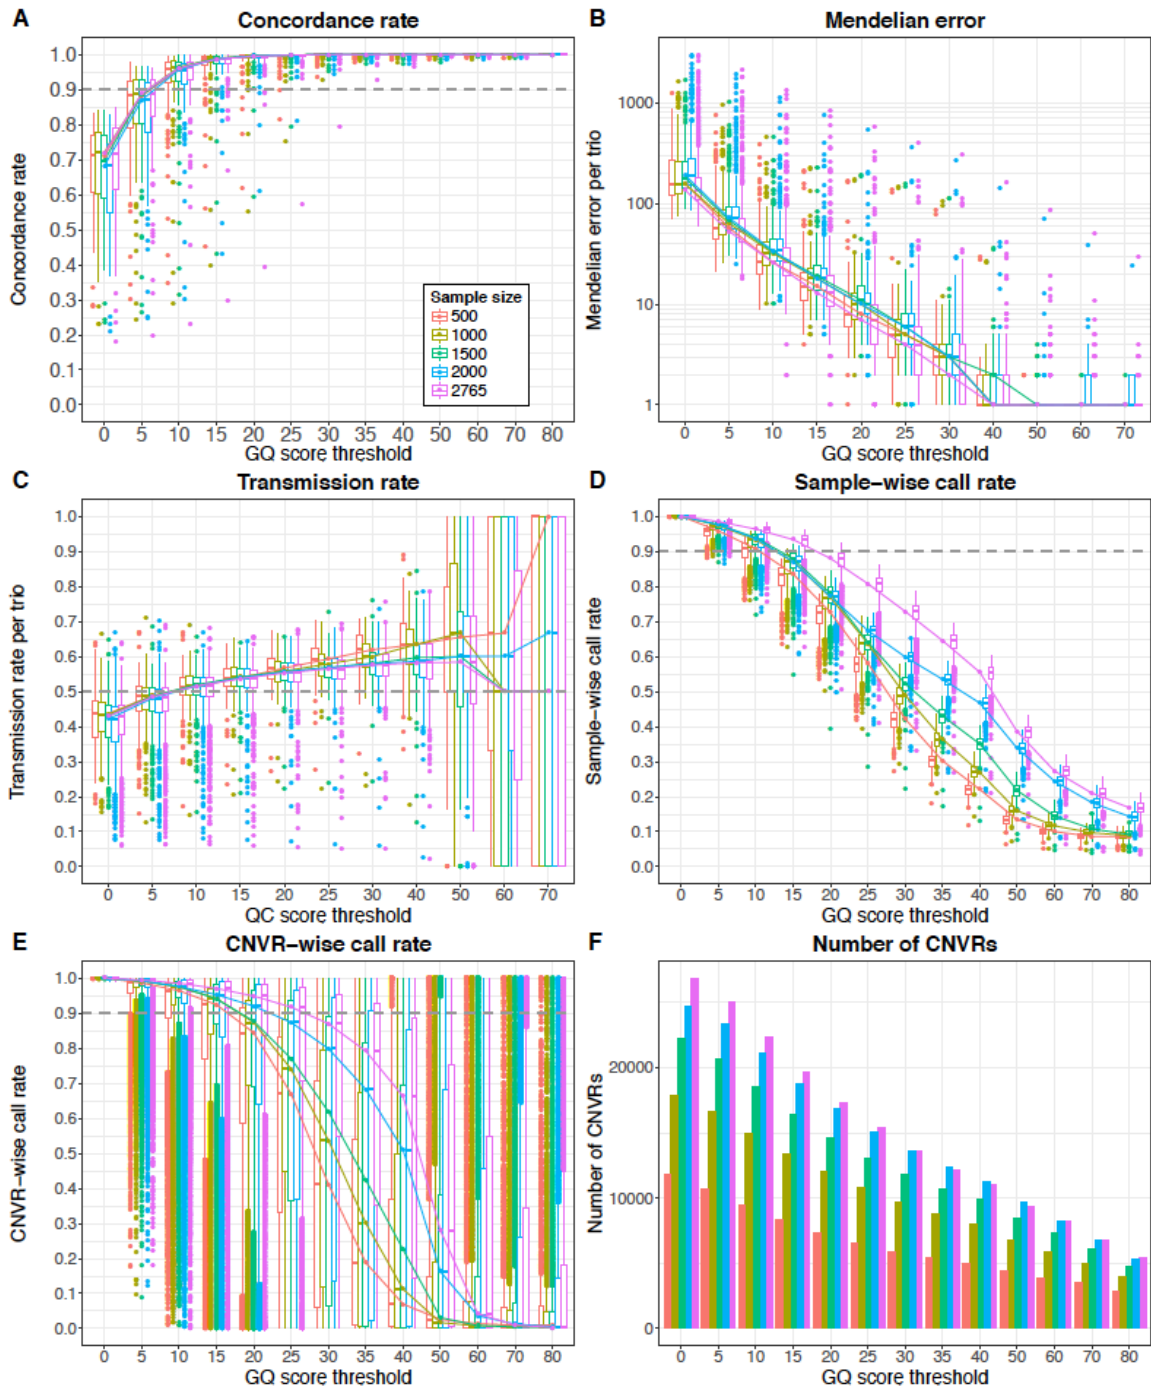 A
Concordance rate
Concordance rate
1.0
0.9
0.8
0.7
0.6
0.5
0.4
0.3
0.2
0.1
0.0
Sample size
500
1000
1500
2000
2765
0 5 10 15 20 25 30 35 40 50 60 70 80
GQ score threshold
B
Mendelian error
Mendelian error per trio
1000
100
10
1
0 5 10 15 20 25 30 40 50 60 70
GQ score threshold
C
Transmission rate
Transmission rate per trio
1.0
0.9
0.8
0.7
0.6
0.5
0.4
0.3
0.2
0.1
0.0
0 5 10 15 20 25 30 40 50 60 70
QC score threshold
D
Sample-wise call rate
Sample-wise call rate
1.0
0.9
0.8
0.7
0.6
0.5
0.4
0.3
0.2
0.1
0.0
0 5 10 15 20 25 30 35 40 50 60 70 80
GQ score threshold
E
CNVR-wise call rate
CNVR-wise call rate
1.0
0.9
0.8
0.7
0.6
0.5
0.4
0.3
0.2
0.1
0.0
0 5 10 15 20 25 30 35 40 50 60 70 80
GQ score threshold
F
Number of CNVRs
Number of CNVRs
20000
10000
0
0 5 10 15 20 25 30 35 40 50 60 70 80
GQ score threshold